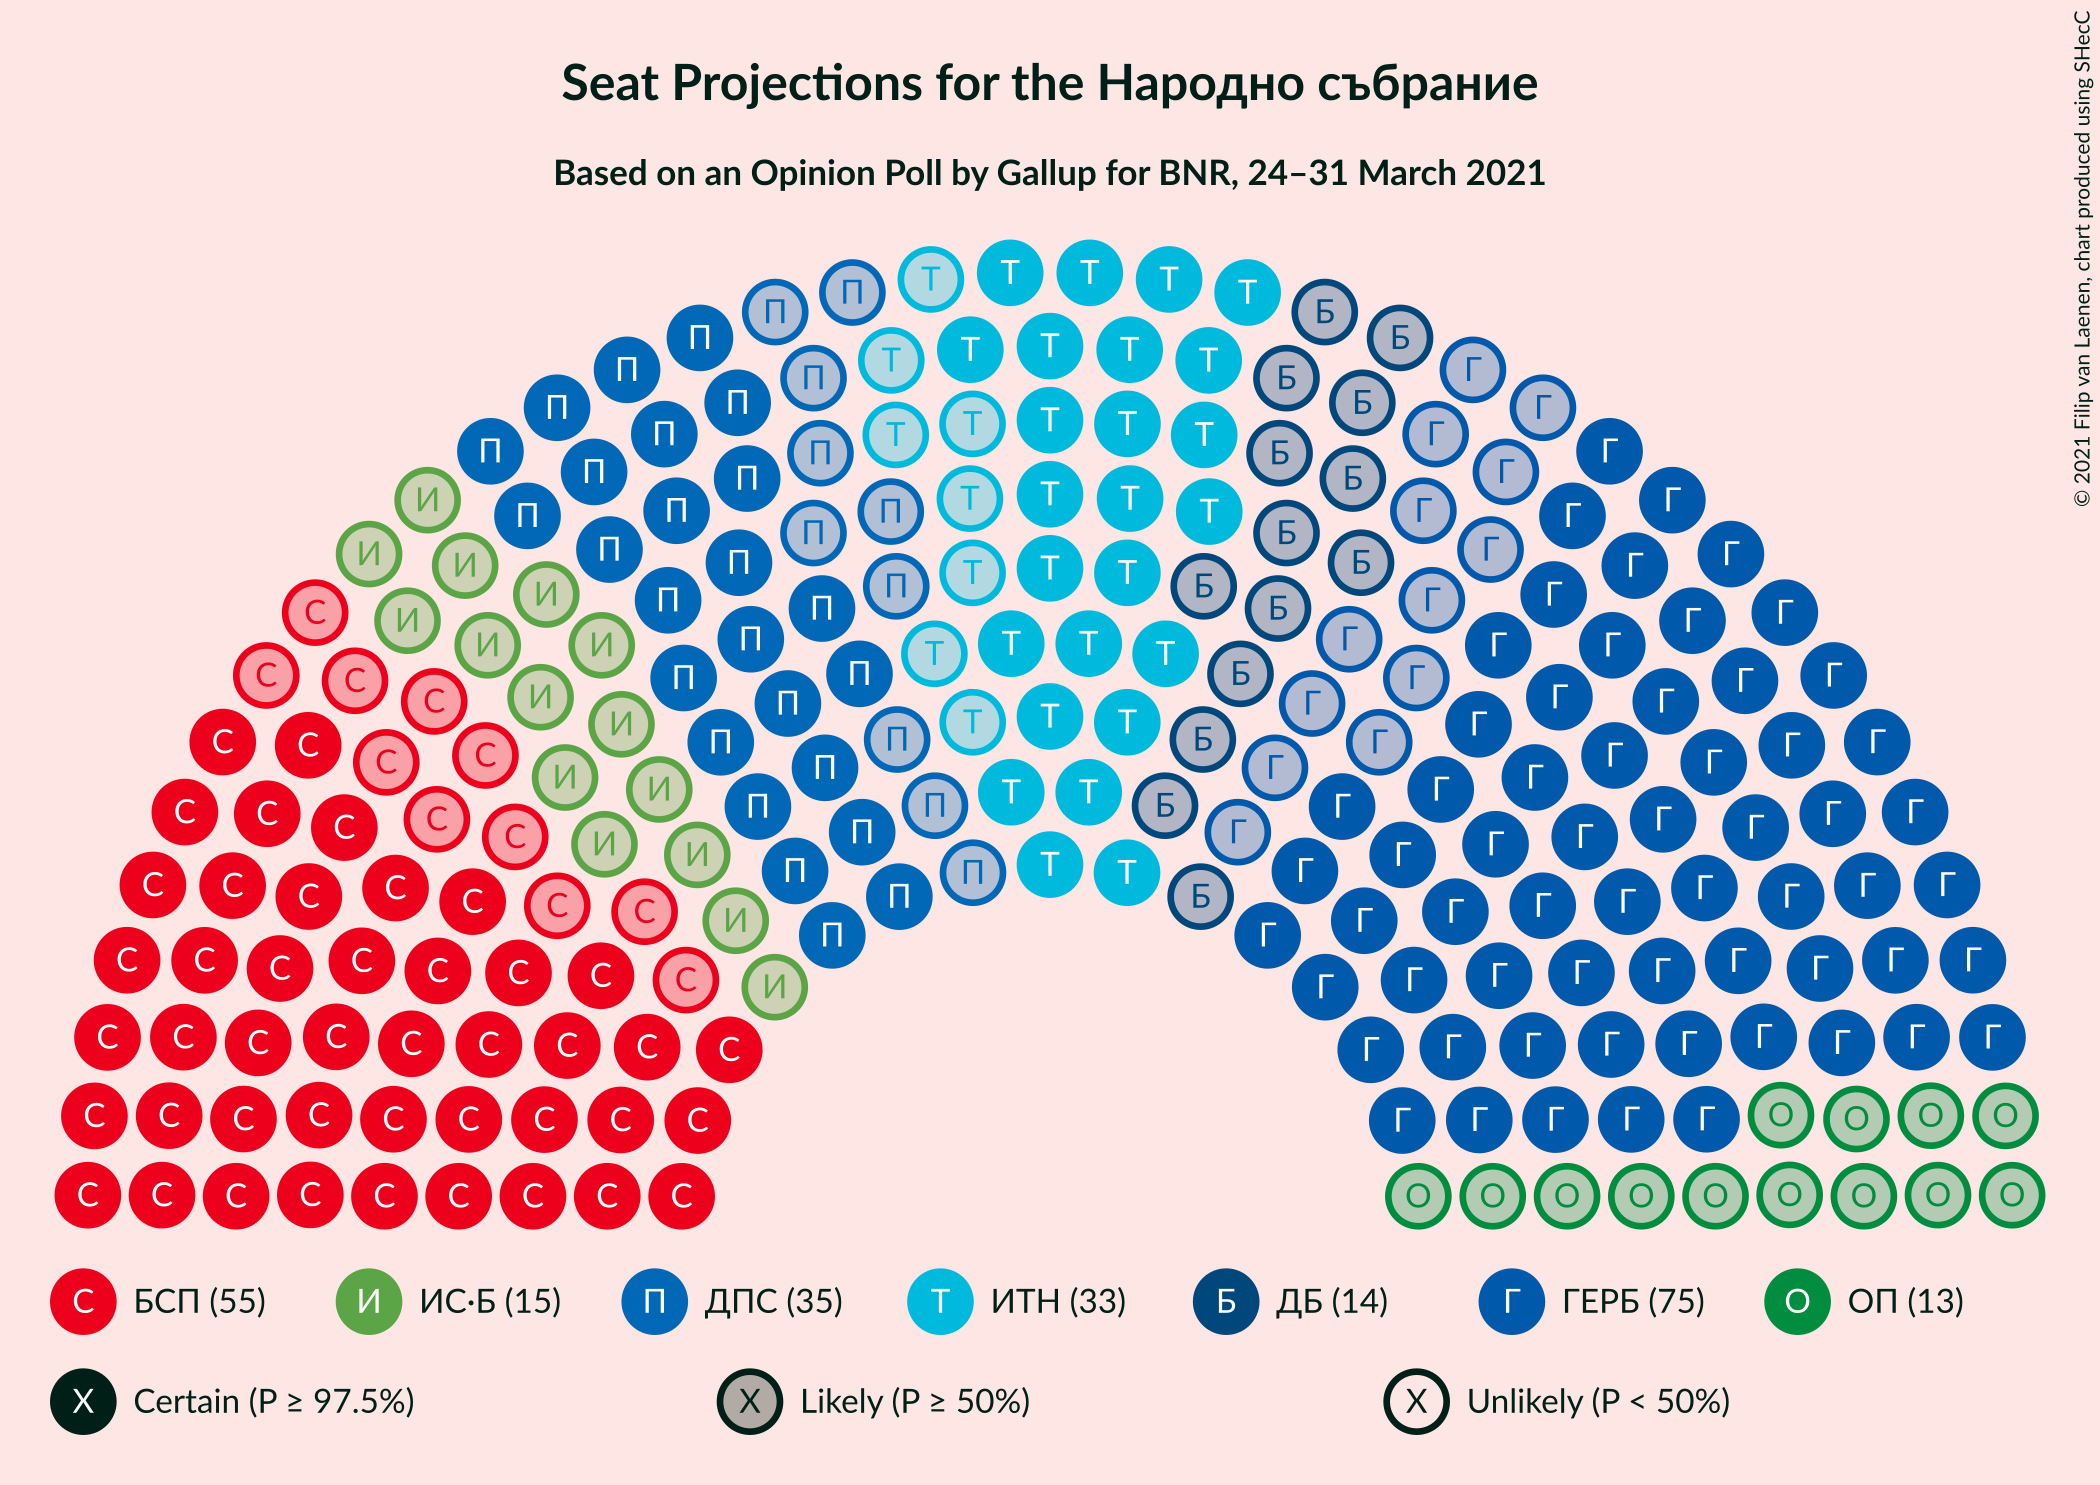 Seat Projections for the Народно събрание
Based on an Opinion Poll by Gallup for BNR, 24–31 March 2021
© 2021 Filip van Laenen, chart produced using SHecC
С БСП (55) И ИС·Б (15) П ДПС (35) Т ИТН (33) Б ДБ (14) Г ГЕРБ (75) О ОП (13)
X Certain (P ≥ 97.5%) X Likely (P ≥ 50%) X Unlikely (P < 50%)